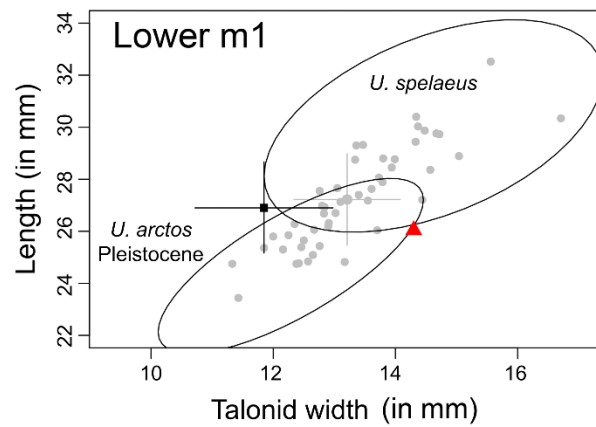 Lower m1
U. spelaeus
U. arctos
Pleistocene
Length (in mm)
34
32
30
28
26
24
22
10 12 14 16
Talonid width (in mm)